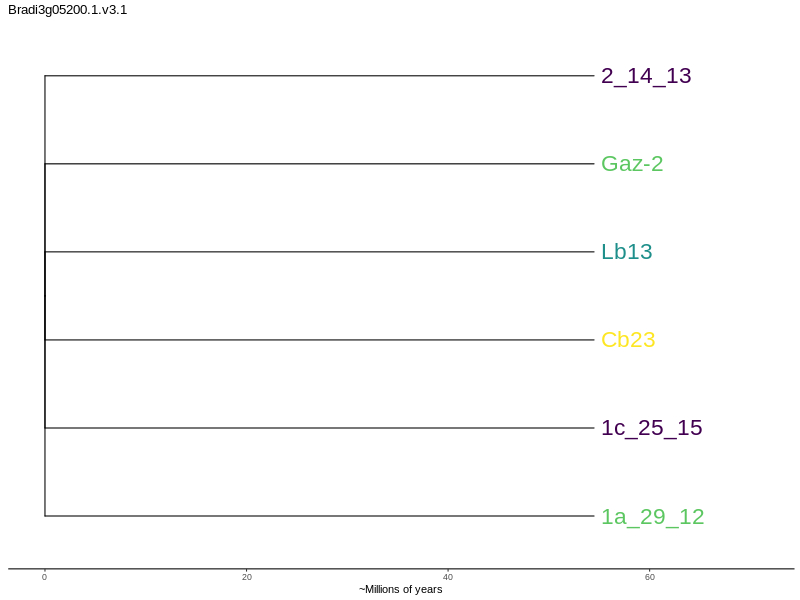 Bradi3g05200.1.v3.1
2_14_13
Gaz-2
Lb13
Cb23
1c_25_15
1a_29_12
0 20 40 60
~Millions of years